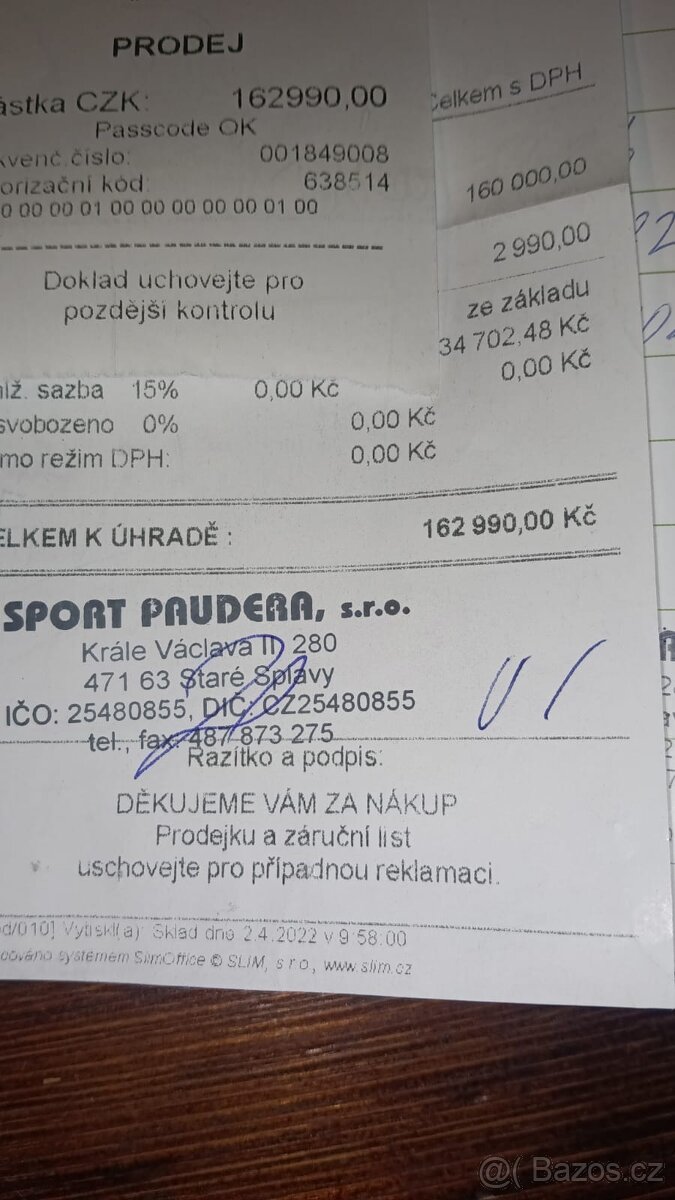 PRODEJ
ástka CZK: 162990,00
Passcode OK
kvenč.číslo: 001849008
orizační kód: 638514
0 00 00 01 00 00 00 00 00 01 00
Doklad uchovejte pro
pozdější kontrolu
Celkem s DPH
160 000,00
2 990,00
ze základu
34 702,48 Kč
0,00 Kč
níž. sazba 15% 0,00 Kč
svobozeno 0% 0,00 Kč
mo režim DPH: 0,00 Kč
ELKEM K ÚHRADĚ : 162 990,00 Kč
SPORT PAUDERA, s.r.o.
Krále Václava II. 280
471 63 Staré Splavy
IČO: 25480855, DIČ: CZ25480855
tel., fax: 487 873 275
Razítko a podpis:
DĚKUJEME VÁM ZA NÁKUP
Prodejku a záruční list
uschovejte pro případnou reklamaci.
od/010] Vytiskl(a): Sklad dne 2.4.2022 v 9:58:00
cováno systémem SlimOffice © SLIM, s r o, www.slim.cz
@( Bazos.cz